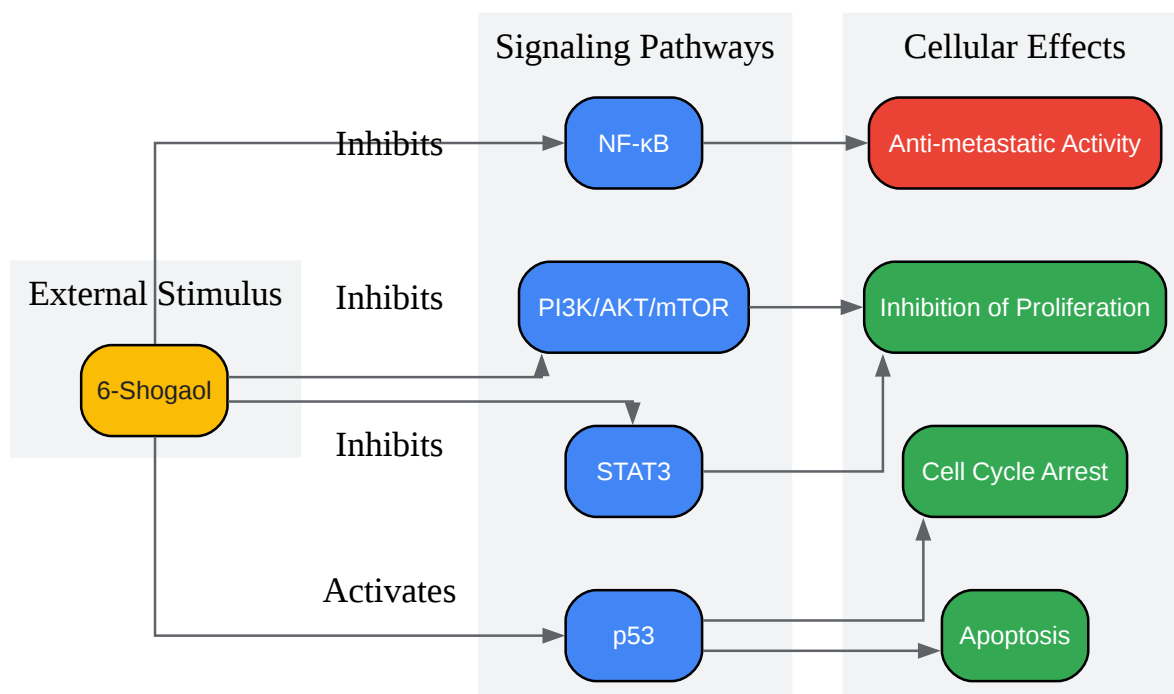 Signaling Pathways
Cellular Effects
Inhibits
NF-κB
Anti-metastatic Activity
External Stimulus
Inhibits
PI3K/AKT/mTOR
Inhibition of Proliferation
6-Shogaol
Inhibits
STAT3
Cell Cycle Arrest
Activates
p53
Apoptosis